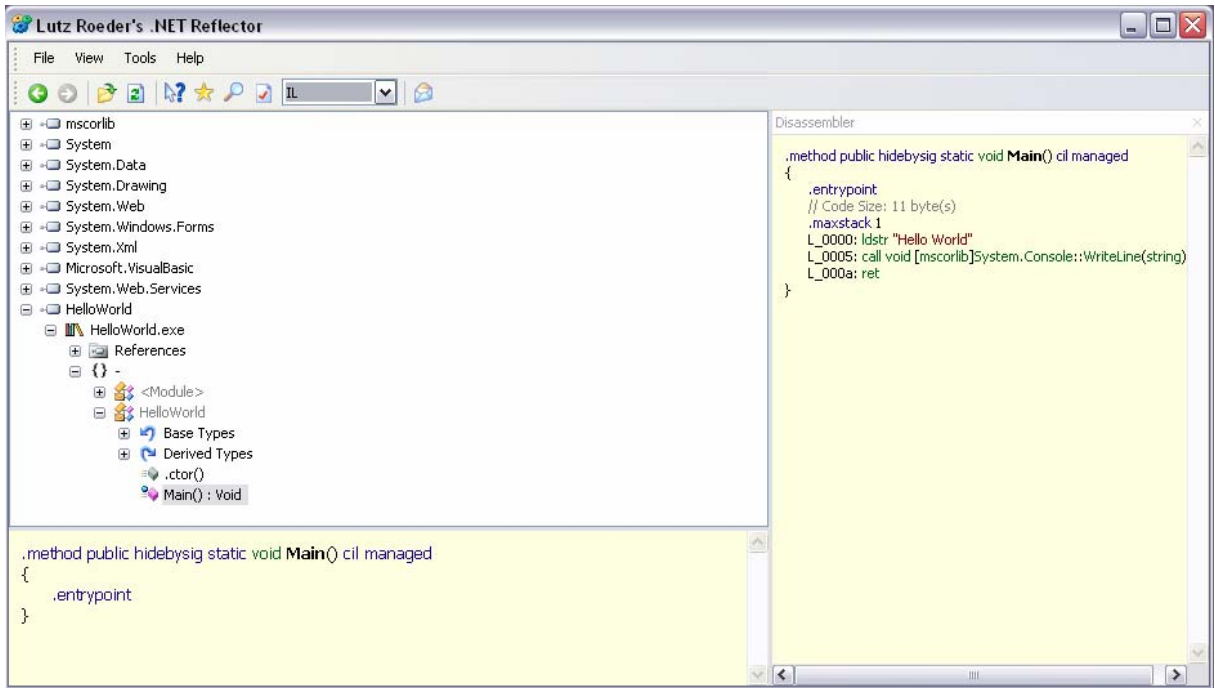 Lutz Roeder's .NET Reflector
File View Tools Help
IL
mscorlib
System
System.Data
System.Drawing
System.Web
System.Windows.Forms
System.Xml
Microsoft.VisualBasic
System.Web.Services
HelloWorld
HelloWorld.exe
References
{} -
<Module>
HelloWorld
Base Types
Derived Types
.ctor()
Main() : Void
.method public hidebysig static void Main() cil managed
{
.entrypoint
}
Disassembler
.method public hidebysig static void Main() cil managed
{
.entrypoint
// Code Size: 11 byte(s)
.maxstack 1
L_0000: ldstr "Hello World"
L_0005: call void [mscorlib]System.Console::WriteLine(string)
L_000a: ret
}